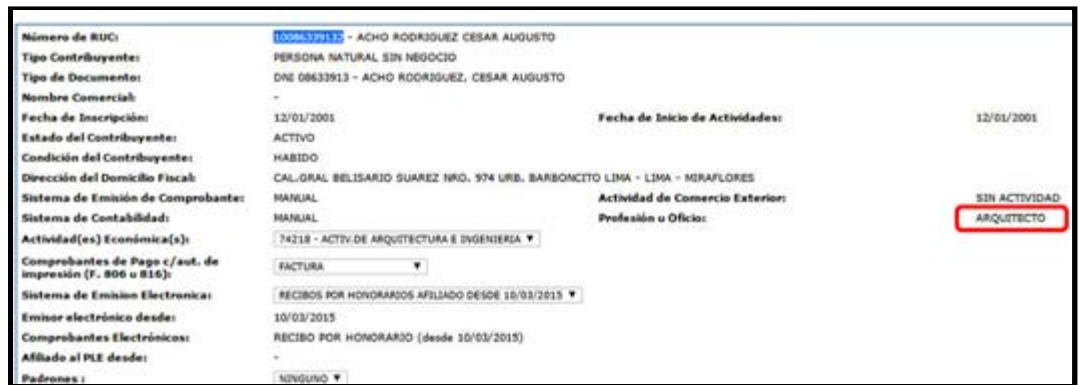 Número de RUC: 10086339132 - ACHO RODRIGUEZ CESAR AUGUSTO
Tipo Contribuyente: PERSONA NATURAL SIN NEGOCIO
Tipo de Documento: DNI 08633913 - ACHO RODRIGUEZ, CESAR AUGUSTO
Nombre Comercial: -
Fecha de Inscripción: 12/01/2001 Fecha de Inicio de Actividades: 12/01/2001
Estado del Contribuyente: ACTIVO
Condición del Contribuyente: HABIDO
Dirección del Domicilio Fiscal: CAL.GRAL BELISARIO SUAREZ NRO. 974 URB. BARBONCITO LIMA - LIMA - MIRAFLORES
Sistema de Emisión de Comprobante: MANUAL Actividad de Comercio Exterior: SIN ACTIVIDAD
Sistema de Contabilidad: MANUAL Profesión u Oficio: ARQUITECTO
Actividad(es) Económica(s): 74218 - ACTIV.DE ARQUITECTURA E INGENIERIA
Comprobantes de Pago c/aut. de
impresión (F. 806 u 816): FACTURA
Sistema de Emision Electronica: RECIBOS POR HONORARIOS AFILIADO DESDE 10/03/2015
Emisor electrónico desde: 10/03/2015
Comprobantes Electrónicos: RECIBO POR HONORARIO (desde 10/03/2015)
Afiliado al PLE desde: -
Padrones : NINGUNO